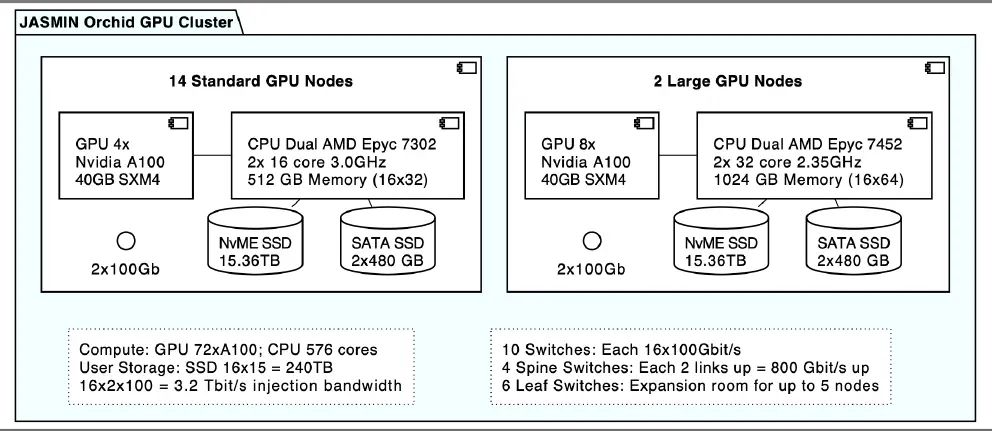 JASMIN Orchid GPU Cluster
14 Standard GPU Nodes
GPU 4x
Nvidia A100
40GB SXM4
CPU Dual AMD Epyc 7302
2x 16 core 3.0GHz
512 GB Memory (16x32)
2x100Gb
NvME SSD
15.36TB
SATA SSD
2x480 GB
2 Large GPU Nodes
GPU 8x
Nvidia A100
40GB SXM4
CPU Dual AMD Epyc 7452
2x 32 core 2.35GHz
1024 GB Memory (16x64)
2x100Gb
NvME SSD
15.36TB
SATA SSD
2x480 GB
Compute: GPU 72xA100; CPU 576 cores
User Storage: SSD 16x15 = 240TB
16x2x100 = 3.2 Tbit/s injection bandwidth
10 Switches: Each 16x100Gbit/s
4 Spine Switches: Each 2 links up = 800 Gbit/s up
6 Leaf Switches: Expansion room for up to 5 nodes